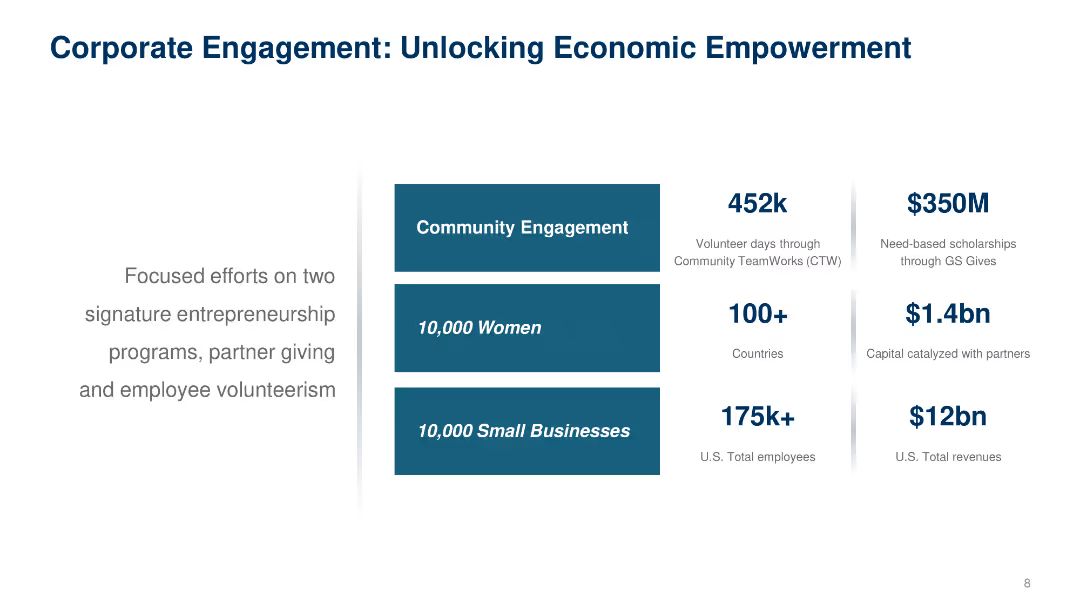 Corporate Engagement: Unlocking Economic Empowerment
Focused efforts on two
signature entrepreneurship
programs, partner giving
and employee volunteerism
Community Engagement
452k
Volunteer days through
Community TeamWorks (CTW)
$350M
Need-based scholarships
through GS Gives
10,000 Women
100+
Countries
$1.4bn
Capital catalyzed with partners
10,000 Small Businesses
175k+
U.S. Total employees
$12bn
U.S. Total revenues
8